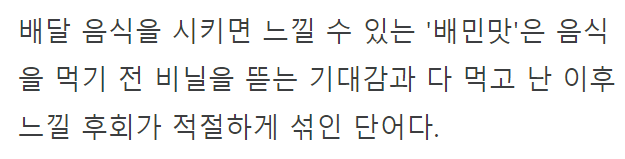 배달 음식을 시키면 느낄 수 있는 '배민맛'은 음식
을 먹기 전 비닐을 뜯는 기대감과 다 먹고 난 이후
느낄 후회가 적절하게 섞인 단어다.